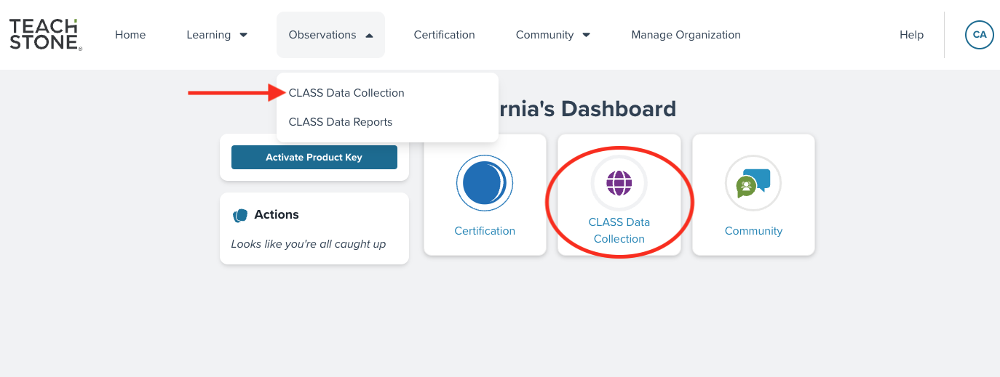 TEACH
STONE
Home
Learning
Observations
Certification
Community
Manage Organization
Help
CA
CLASS Data Collection
CLASS Data Reports
rnia's Dashboard
Activate Product Key
Actions
Looks like you're all caught up
Certification
CLASS Data
Collection
Community